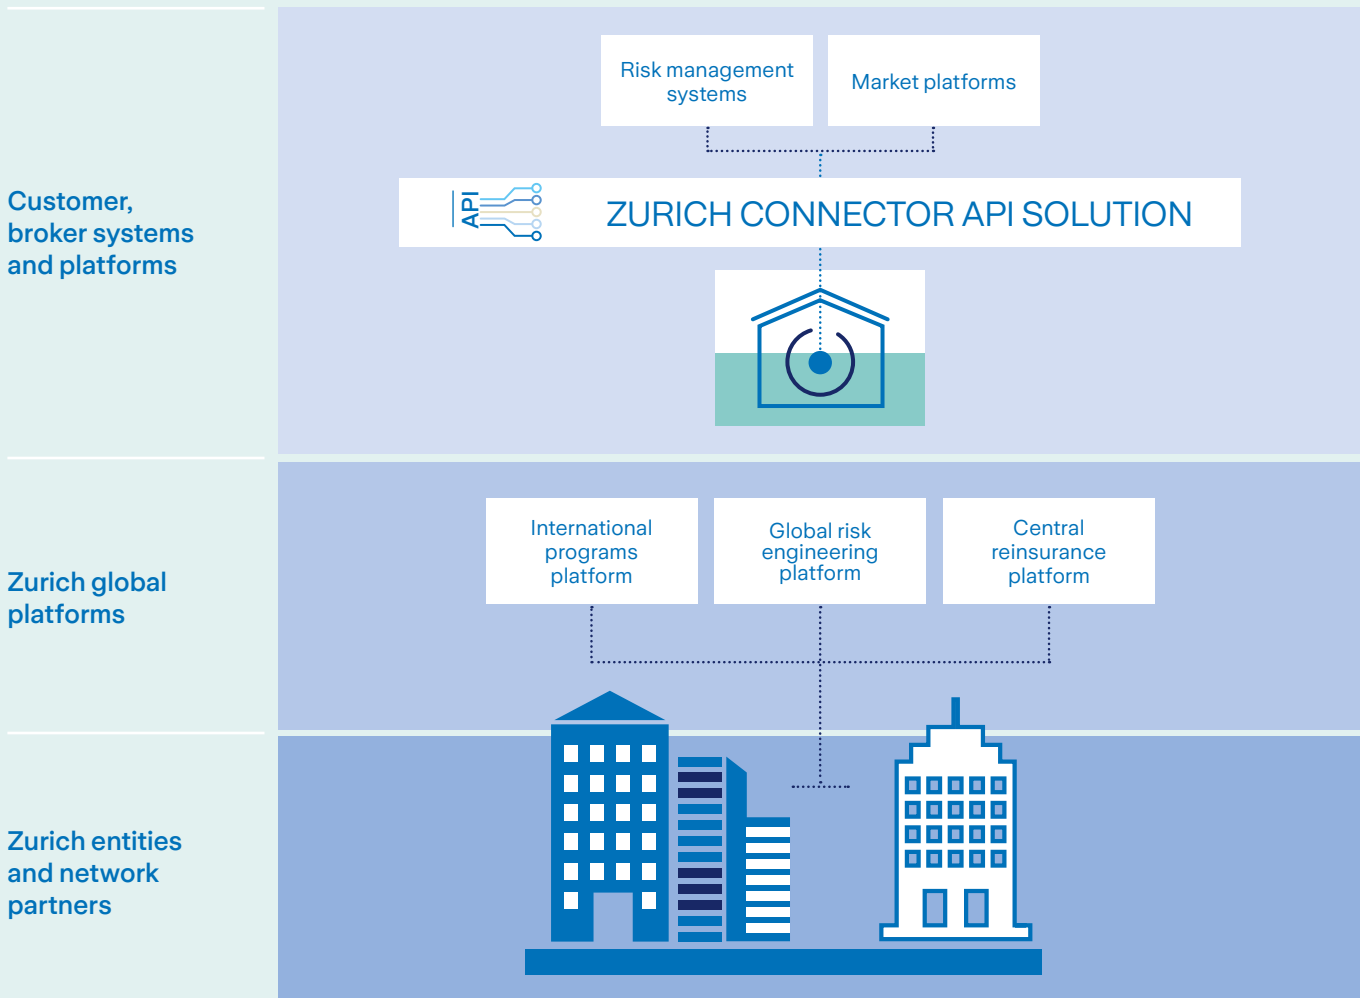 Customer,
broker systems
and platforms
Risk management
systems
Market platforms
API
ZURICH CONNECTOR API SOLUTION
Zurich global
platforms
International
programs
platform
Global risk
engineering
platform
Central
reinsurance
platform
Zurich entities
and network
partners